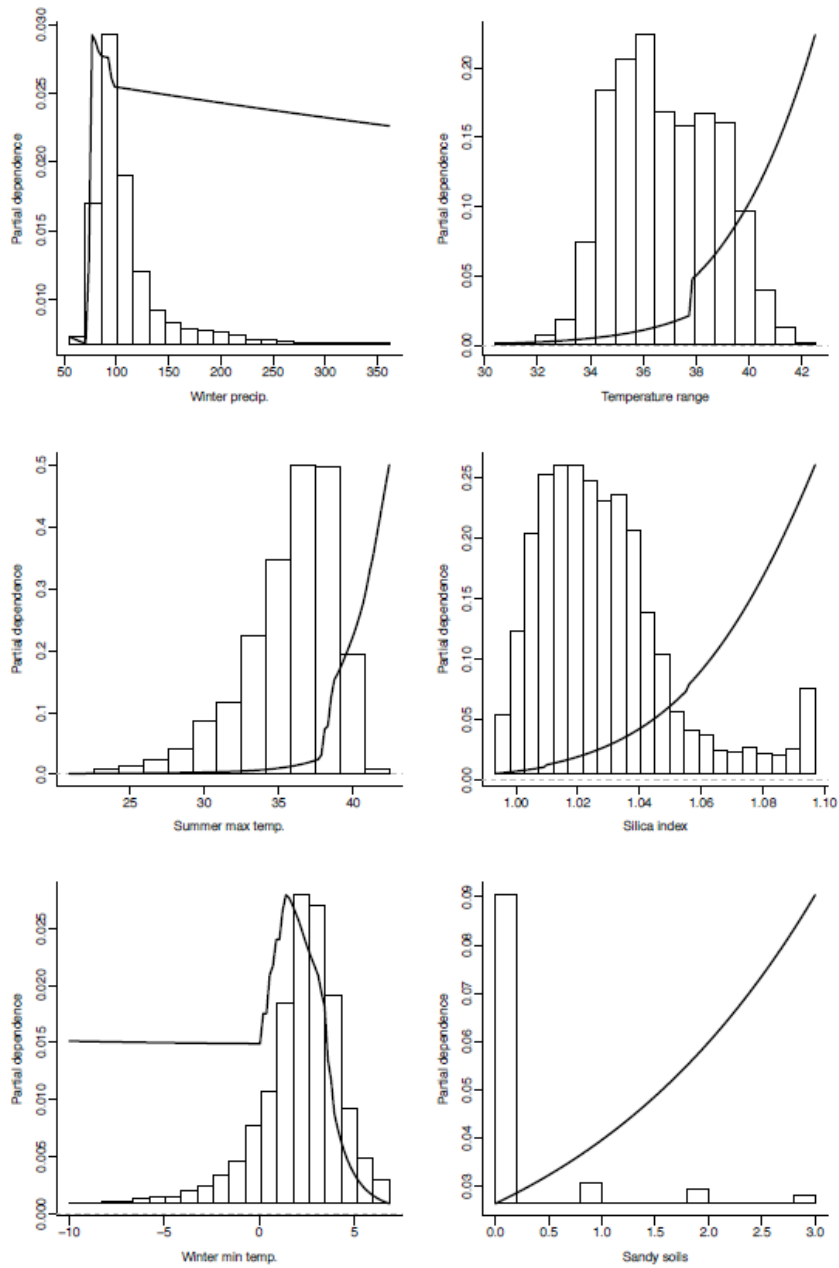 0.030
0.025
0.020
0.015
0.010
Partial dependence
50 100 150 200 250 300 350
Winter precip.
0.20
0.15
0.10
0.05
0.00
Partial dependence
30 32 34 36 38 40 42
Temperature range
0.5
0.4
0.3
0.2
0.1
0.0
Partial dependence
25 30 35 40
Summer max temp.
0.25
0.20
0.15
0.10
0.05
0.00
Partial dependence
1.00 1.02 1.04 1.06 1.08 1.10
Silica index
0.025
0.020
0.015
0.010
0.005
0.000
Partial dependence
−10 −5 0 5
Winter min temp.
0.09
0.08
0.07
0.06
0.05
0.04
0.03
Partial dependence
0.0 0.5 1.0 1.5 2.0 2.5 3.0
Sandy soils